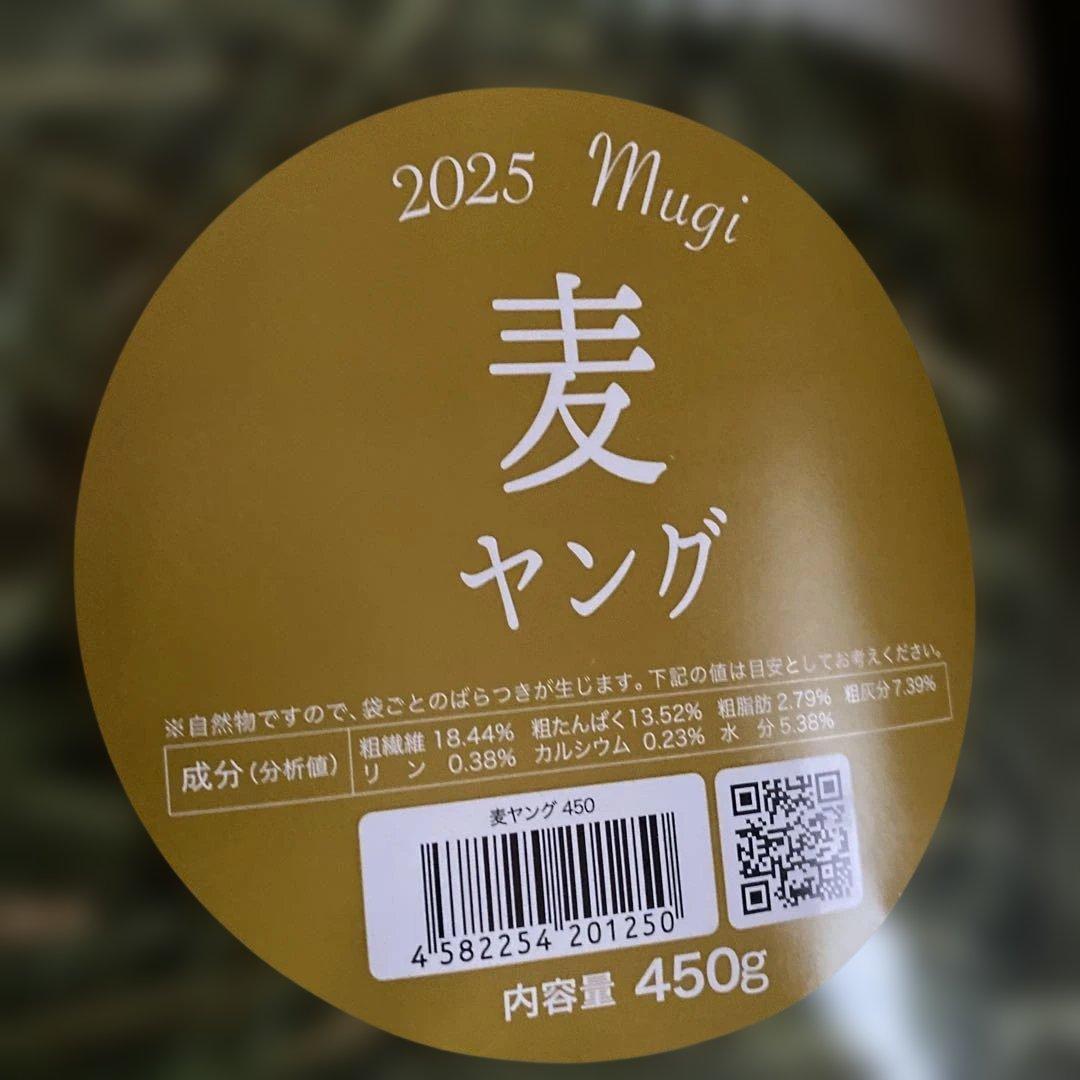 2025 Mugi
麦
ヤング
※自然物ですので、袋ごとのばらつきが生じます。下記の値は目安としてお考えください。
成分(分析値) 粗繊維 18.44% 粗たんぱく13.52% 粗脂肪 2.79% 粗灰分7.39%
リン 0.38% カルシウム 0.23% 水 分 5.38%
麦ヤング 450
4 582254 201250
内容量 450g